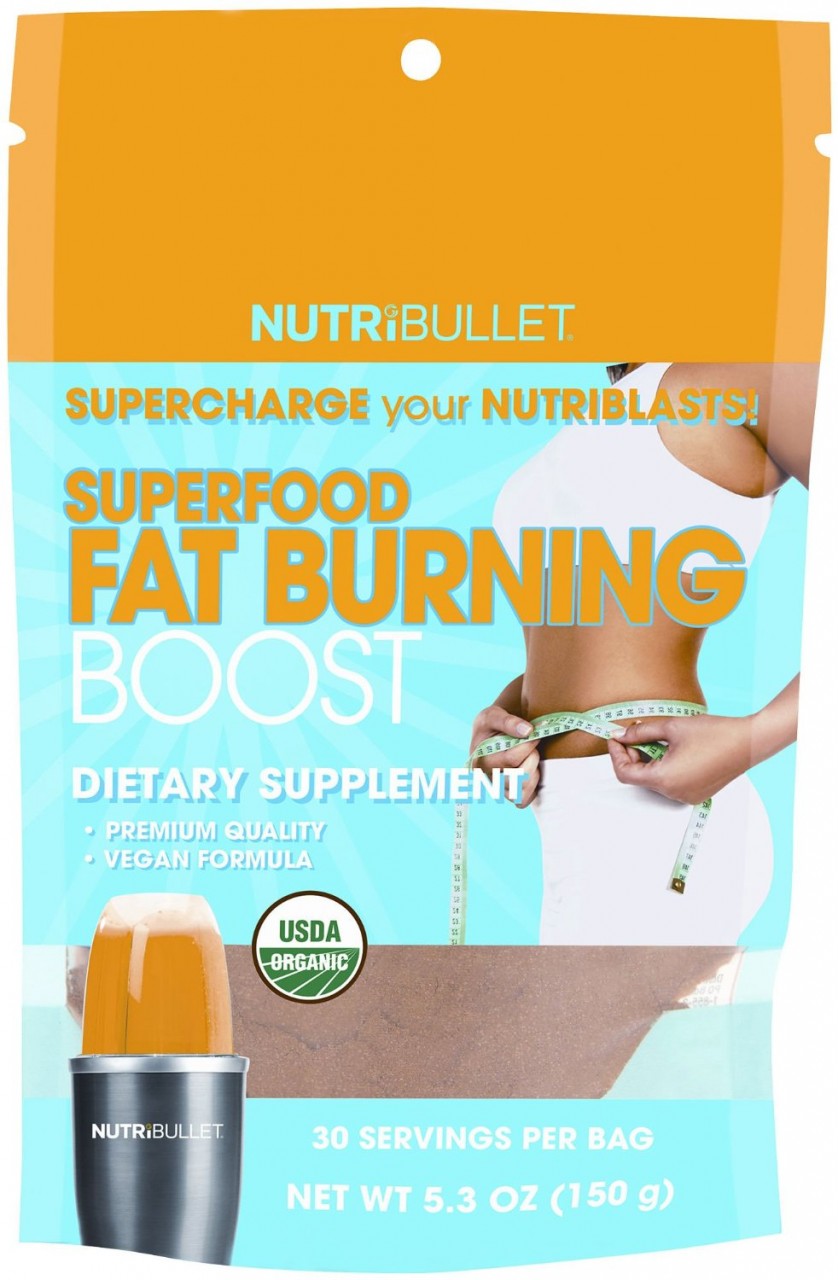 NUTRiBULLET
SUPERCHARGE your NUTRIBLASTS!
SUPERFOOD
FAT BURNING
BOOST
DIETARY SUPPLEMENT
• PREMIUM QUALITY
• VEGAN FORMULA
USDA
ORGANIC
NUTRiBULLET
30 SERVINGS PER BAG
NET WT 5.3 OZ (150 g)